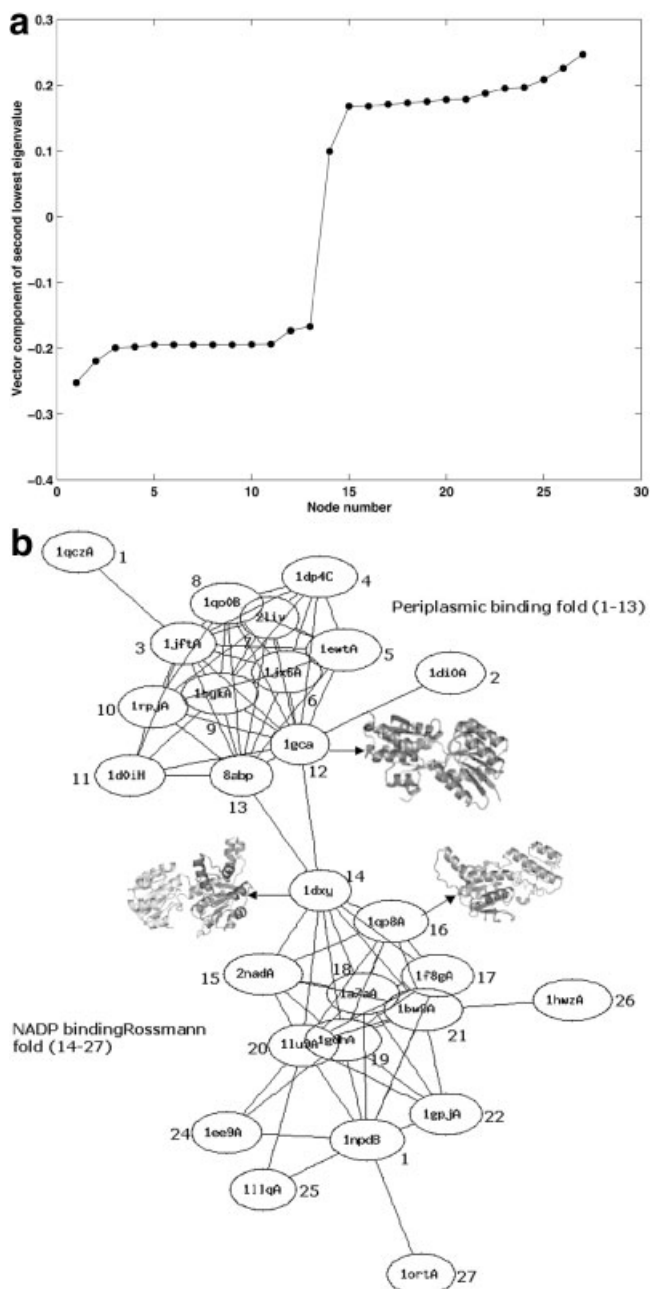 a
0.3
0.2
0.1
0
−0.1
−0.2
−0.3
−0.4
Vector component of second lowest eigenvalue
0 5 10 15 20 25 30
Node number
b
1qczA 1
8 1dp4C 4
1qo0B
2liv
Periplasmic binding fold (1-13)
3 1jftA
7
1ewtA 5
1jx6A
1di0A 2
10 1rpjA
6
9
1gca
11 1d0iH
8abp
12
13
14
1dxy
1qp8A
16
18
15 2nadA
1f8gA 17
1hwzA 26
NADP bindingRossmann
fold (14-27)
20
19
21
1gpjA 22
24 1ee9A
1npdB
1
25
1ortA 27